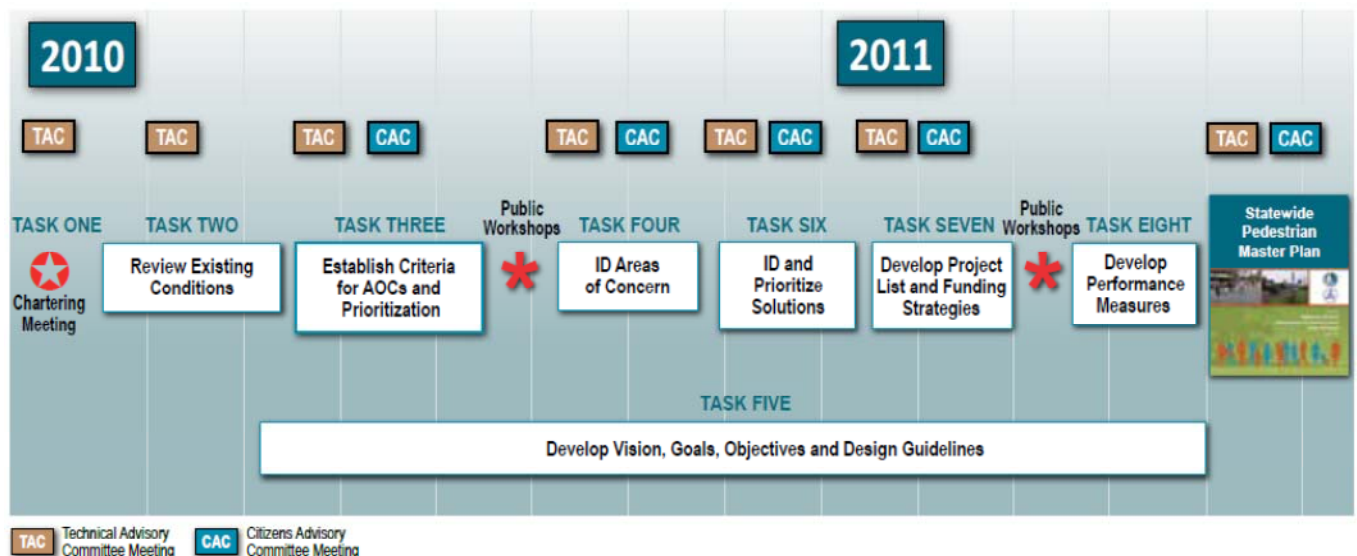 2010
2011
TAC
TAC
TAC CAC
TAC CAC
TAC CAC
TAC CAC
TAC CAC
TASK ONE
Chartering
Meeting
TASK TWO
Review Existing
Conditions
TASK THREE
Establish Criteria
for AOCs and
Prioritization
Public
Workshops
TASK FOUR
ID Areas
of Concern
TASK SIX
ID and
Prioritize
Solutions
TASK SEVEN
Develop Project
List and Funding
Strategies
Public
Workshops
TASK EIGHT
Develop
Performance
Measures
Statewide
Pedestrian
Master Plan
TASK FIVE
Develop Vision, Goals, Objectives and Design Guidelines
TAC Technical Advisory
Committee Meeting
CAC Citizens Advisory
Committee Meeting